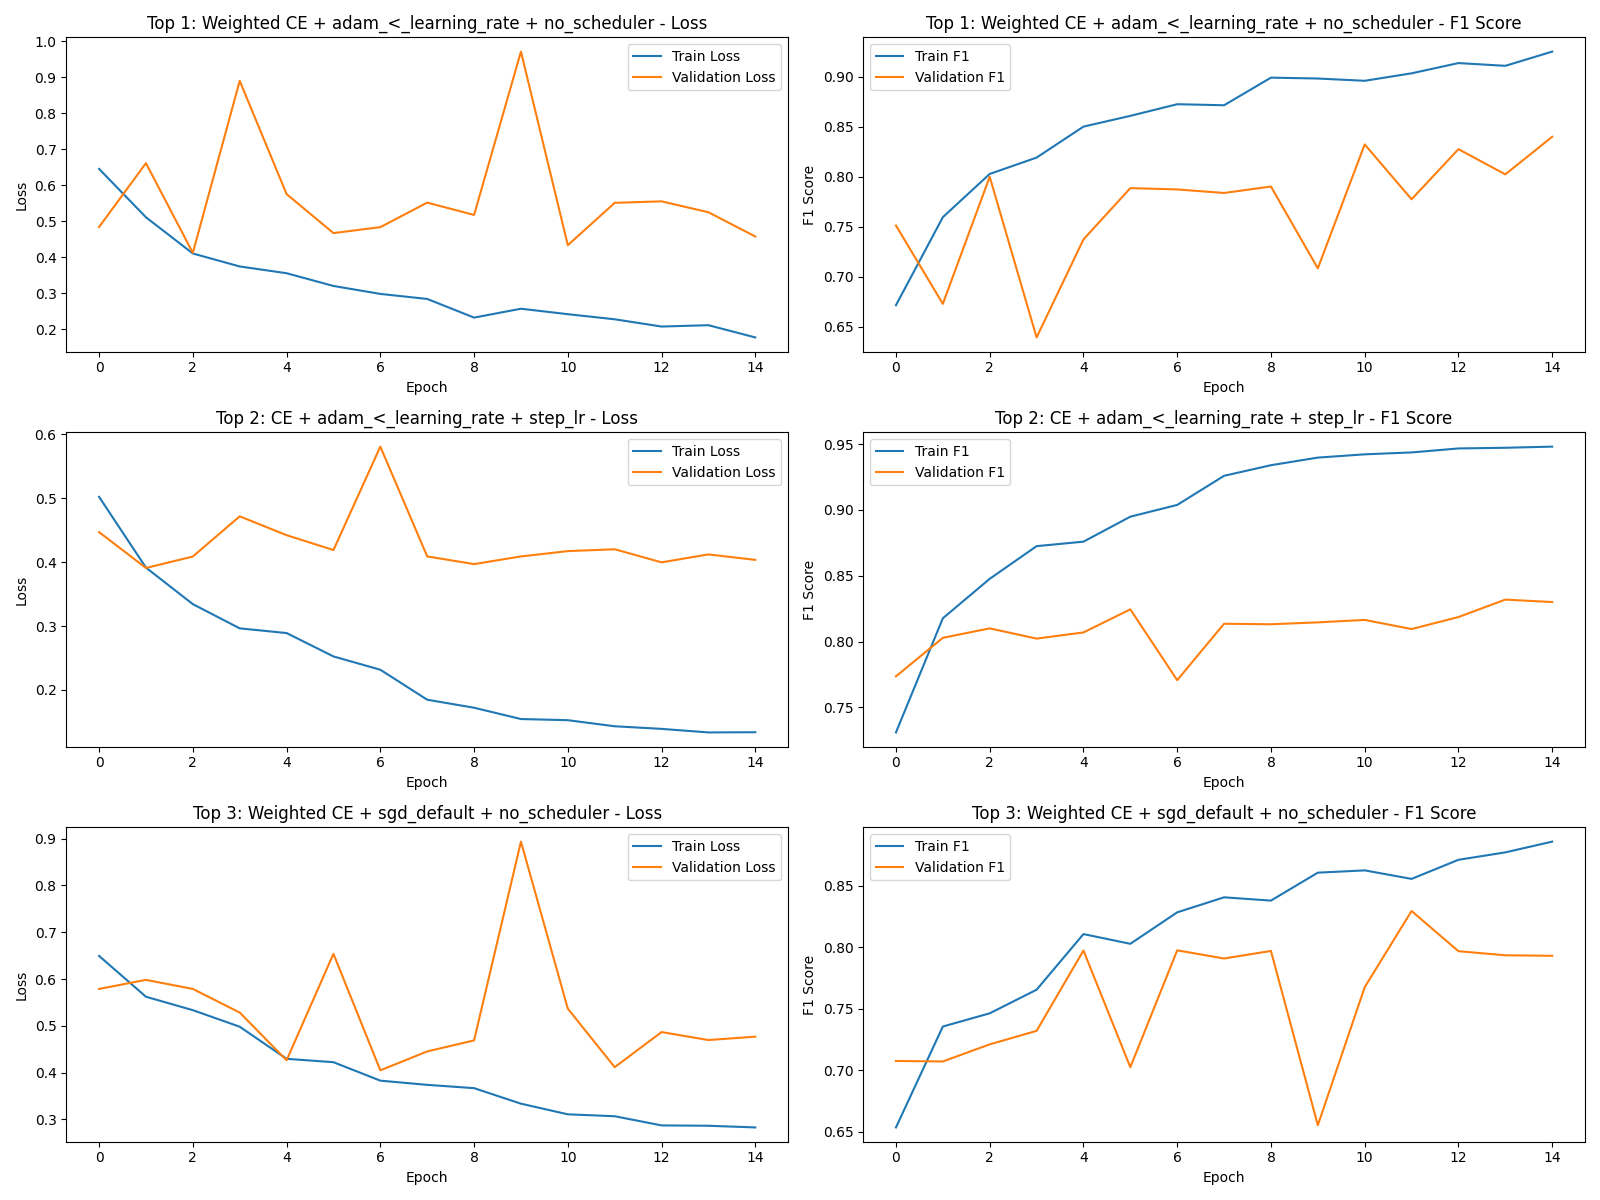 Top 1: Weighted CE + adam_<_learning_rate + no_scheduler - Loss
Train Loss
Validation Loss
Loss
1.0
0.9
0.8
0.7
0.6
0.5
0.4
0.3
0.2
0 2 4 6 8 10 12 14
Epoch
Top 1: Weighted CE + adam_<_learning_rate + no_scheduler - F1 Score
Train F1
Validation F1
F1 Score
0.90
0.85
0.80
0.75
0.70
0.65
0 2 4 6 8 10 12 14
Epoch
Top 2: CE + adam_<_learning_rate + step_lr - Loss
Train Loss
Validation Loss
Loss
0.6
0.5
0.4
0.3
0.2
0 2 4 6 8 10 12 14
Epoch
Top 2: CE + adam_<_learning_rate + step_lr - F1 Score
Train F1
Validation F1
F1 Score
0.95
0.90
0.85
0.80
0.75
0 2 4 6 8 10 12 14
Epoch
Top 3: Weighted CE + sgd_default + no_scheduler - Loss
Train Loss
Validation Loss
Loss
0.9
0.8
0.7
0.6
0.5
0.4
0.3
0 2 4 6 8 10 12 14
Epoch
Top 3: Weighted CE + sgd_default + no_scheduler - F1 Score
Train F1
Validation F1
F1 Score
0.85
0.80
0.75
0.70
0.65
0 2 4 6 8 10 12 14
Epoch